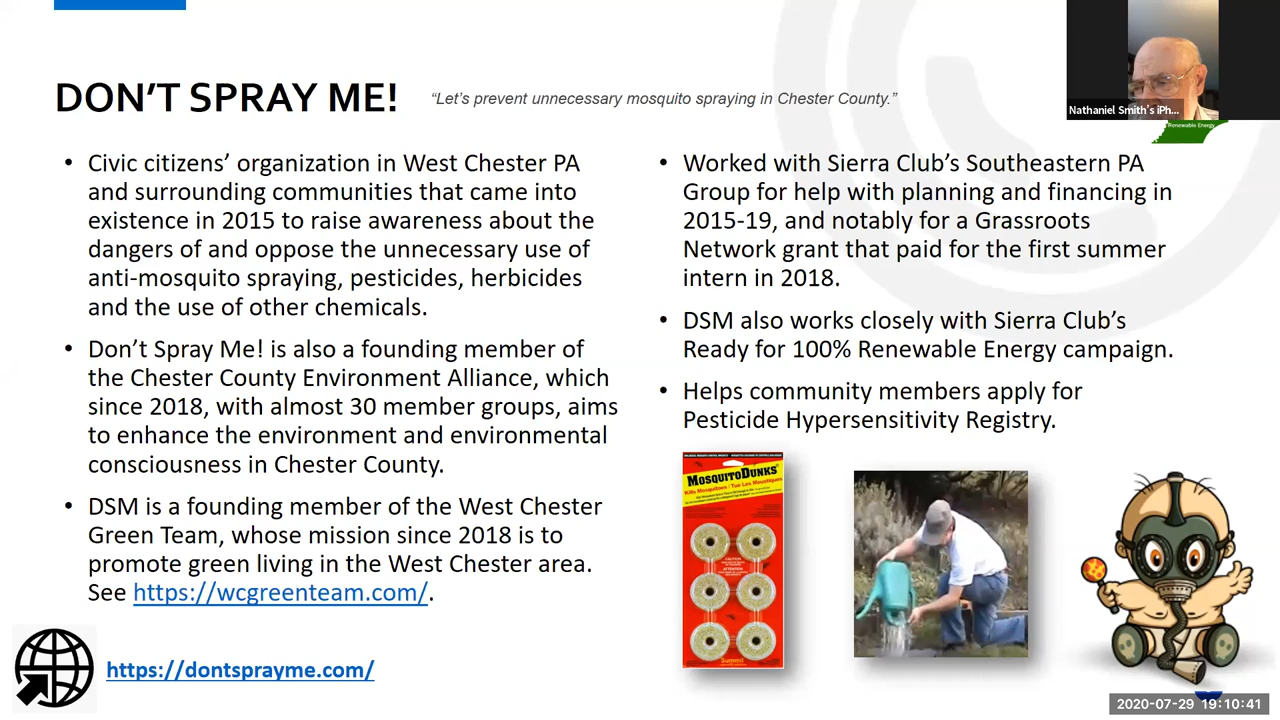 DON'T SPRAY ME!
“Let’s prevent unnecessary mosquito spraying in Chester County.”
Nathaniel Smith's iPh...
Renewable Energy
• Civic citizens’ organization in West Chester PA
and surrounding communities that came into
existence in 2015 to raise awareness about the
dangers of and oppose the unnecessary use of
anti-mosquito spraying, pesticides, herbicides
and the use of other chemicals.
• Don’t Spray Me! is also a founding member of
the Chester County Environment Alliance, which
since 2018, with almost 30 member groups, aims
to enhance the environment and environmental
consciousness in Chester County.
• DSM is a founding member of the West Chester
Green Team, whose mission since 2018 is to
promote green living in the West Chester area.
See https://wcgreenteam.com/.
https://dontsprayme.com/
• Worked with Sierra Club’s Southeastern PA
Group for help with planning and financing in
2015-19, and notably for a Grassroots
Network grant that paid for the first summer
intern in 2018.
• DSM also works closely with Sierra Club’s
Ready for 100% Renewable Energy campaign.
• Helps community members apply for
Pesticide Hypersensitivity Registry.
MOSQUITO DUNKS
Kills Mosquitoes / Tue Les Moustiques
CAUTION
ATTENTION
Summit
2020-07-29 19:10:41